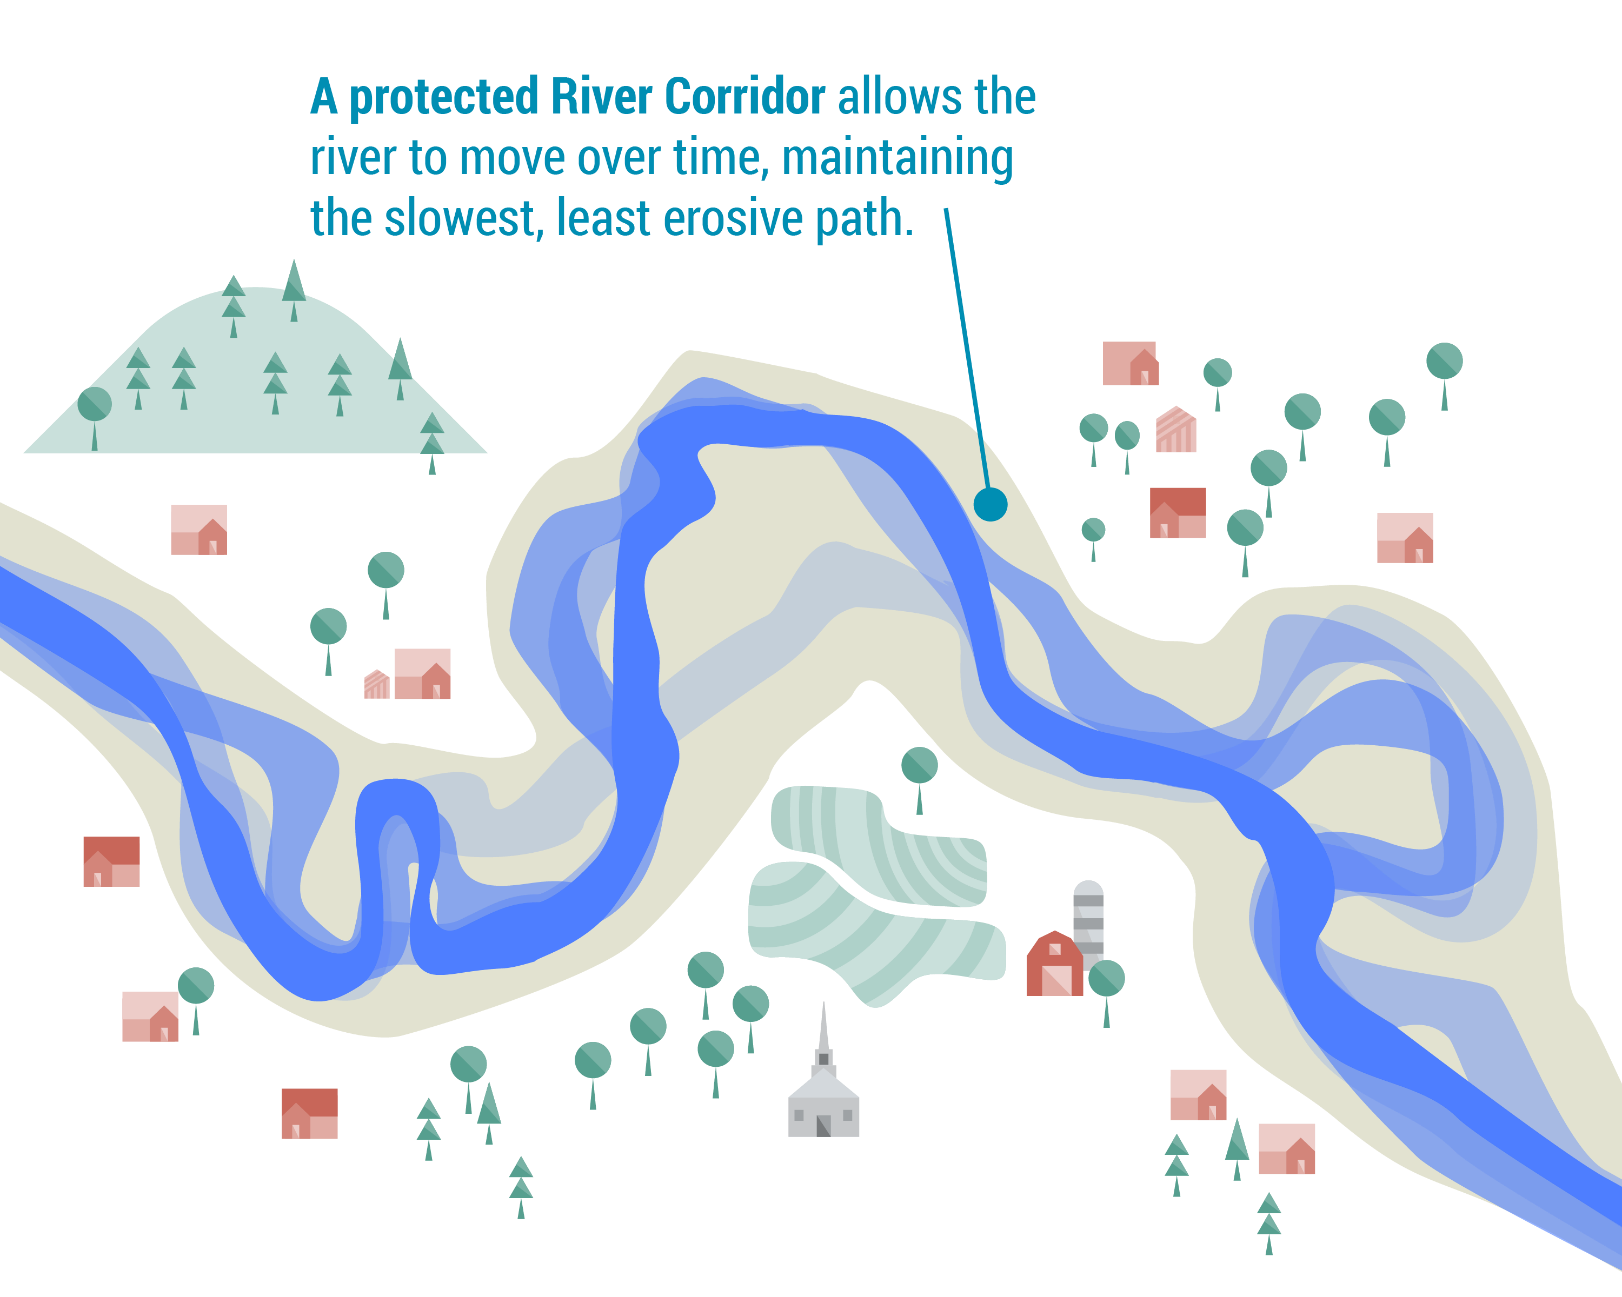 A protected River Corridor allows the
river to move over time, maintaining
the slowest, least erosive path.